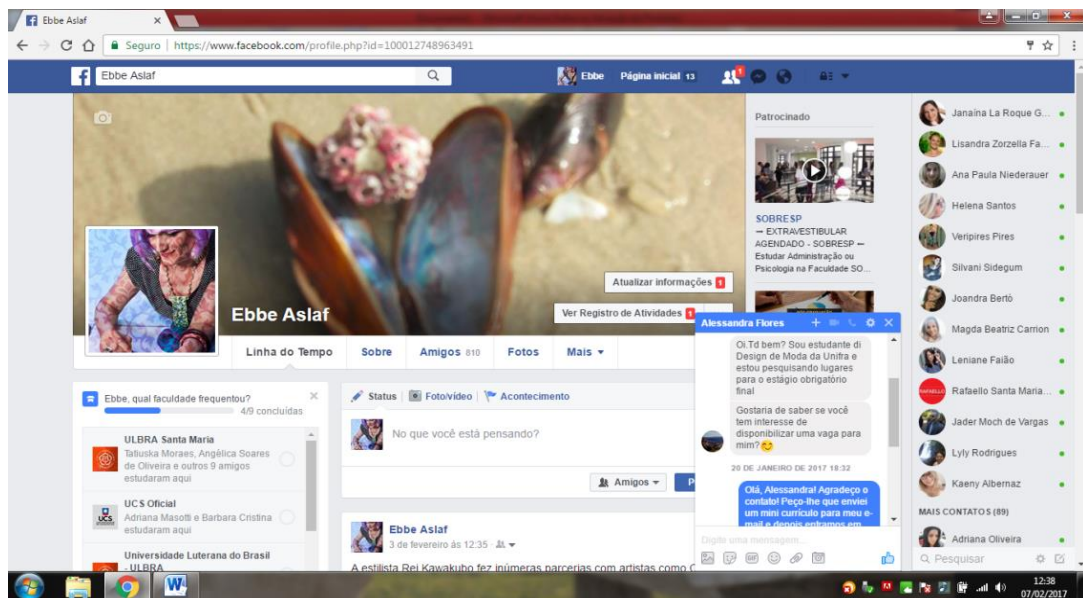 Ebbe Aslaf
Seguro | https://www.facebook.com/profile.php?id=100012748963491
Ebbe Aslaf
Ebbe
Página inicial 13
1
Patrocinado
SOBRESP
— EXTRAVESTIBULAR
AGENDADO - SOBRESP —
Estudar Administração ou
Psicologia na Faculdade SO...
Atualizar informações 1
Ver Registro de Atividades 1
Ebbe Aslaf
Linha do Tempo
Sobre
Amigos 810
Fotos
Mais
Ebbe, qual faculdade frequentou?
4/9 concluídas
ULBRA Santa Maria
Tatiuska Moraes, Angélica Soares
de Oliveira e outros 9 amigos
estudaram aqui
UCS
UCS Oficial
Adriana Masotti e Barbara Cristina
estudaram aqui
Universidade Luterana do Brasil
- ULBRA
Status
Foto/vídeo
Acontecimento
No que você está pensando?
Amigos
P
Ebbe Aslaf
3 de fevereiro às 12:35
A estilista Rei Kawakubo fez inúmeras parcerias com artistas como C
Alessandra Flores
Oi.Td bem? Sou estudante di
Design de Moda da Unifra e
estou pesquisando lugares
para o estágio obrigatório
final
Gostaria de saber se você
tem interesse de
disponibilizar uma vaga para
mim?😊
20 DE JANEIRO DE 2017 18:32
Olá, Alessandra! Agradeço o
contato! Peço-lhe que enviei
um mini currículo para meu e-
mail e depois entramos em
Digite uma mensagem...
GIF
Janaína La Roque G...
Lisandra Zorzella Fa...
Ana Paula Niederauer
Helena Santos
Veripires Pires
Silvani Sidegum
Joandra Bertò
Magda Beatriz Carrion
Leniane Faião
Rafaello Santa Maria...
Jader Moch de Vargas
Lyly Rodrigues
Kaeny Albernaz
MAIS CONTATOS (89)
Adriana Oliveira
Pesquisar
12:38
07/02/2017